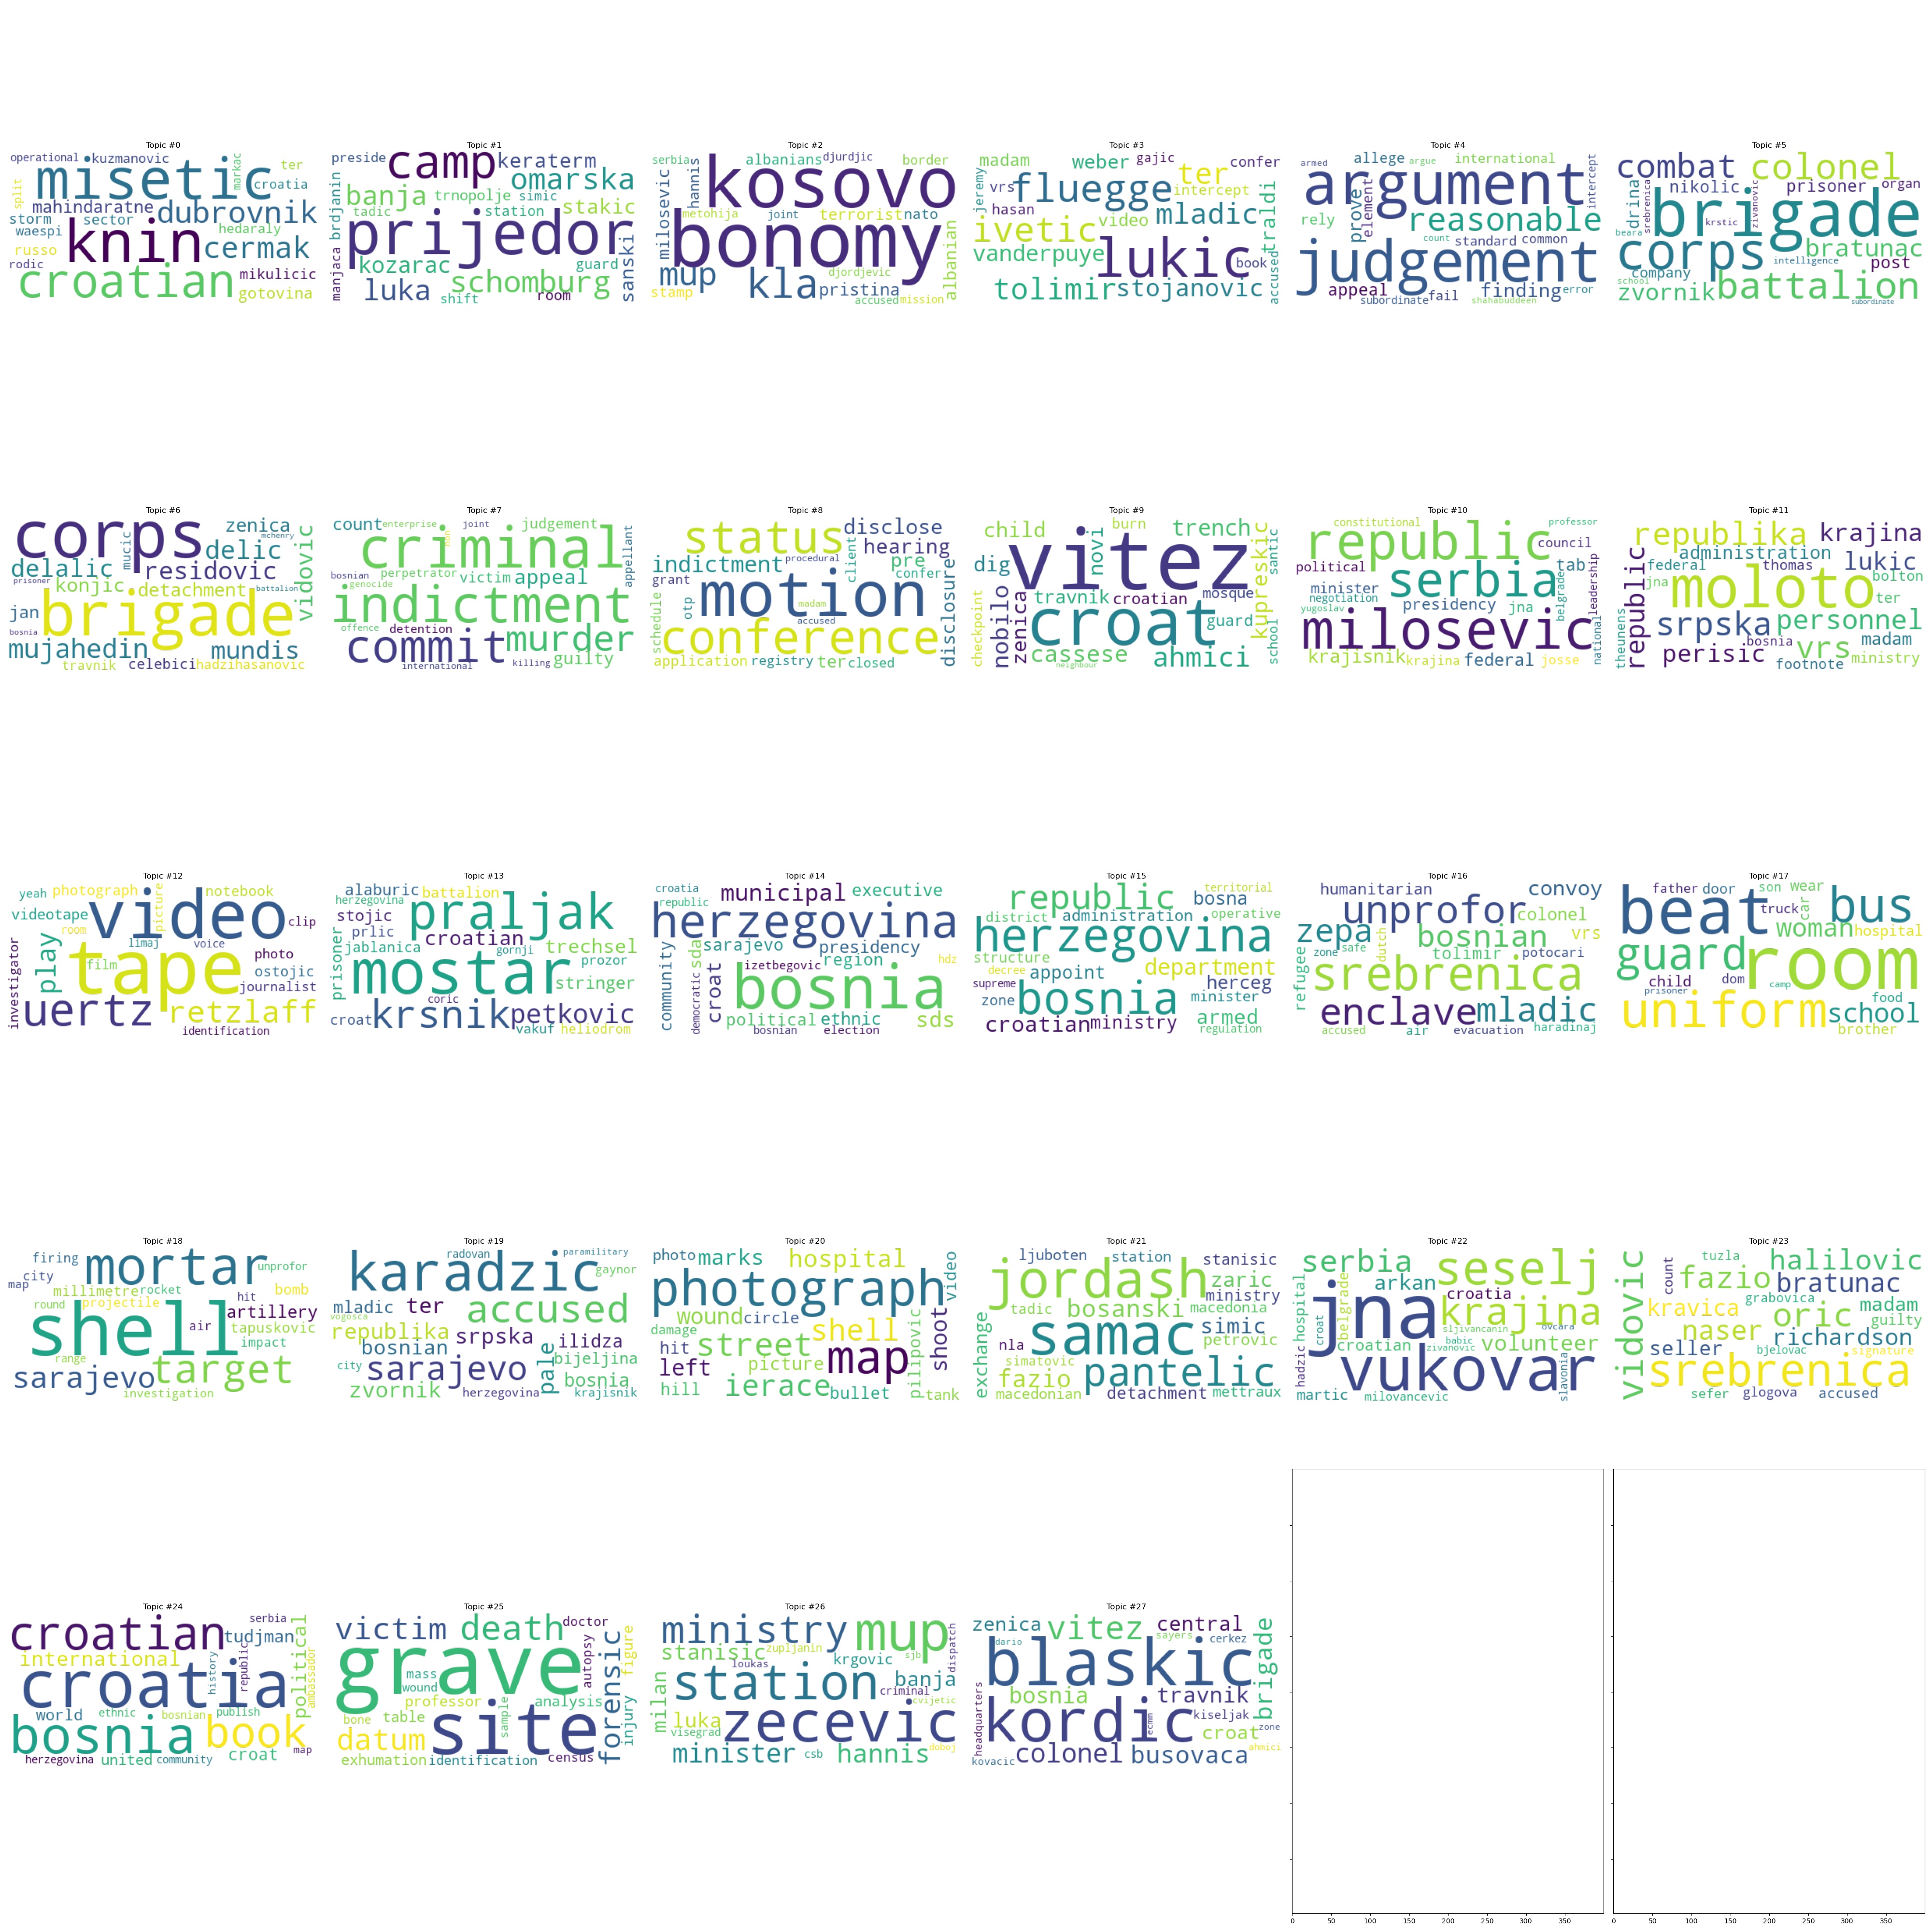 Topic #0
operational kuzmanovic markac ter
misetic
split croatia
mahindaratne dubrovnik
storm sector
waespi hedaraly
knin cermak
russo
rodic mikulicic
croatian gotovina
Topic #1
preside camp keraterm
omarska
banja trnopolje simic
tadic station stakic
manjaca brdjanin prijedor
kozarac guard sanski
luka schomburg
shift room
Topic #2
serbia hannis albanians djurdjic border
milosevic kosovo
metohija joint terrorist nato
bonomy
mup kla djordjevic albanian
stamp pristina
accused mission
Topic #3
madam weber gajic confer
jeremy vrs fluegge ter intercept
hasan video mladic traldi
ivetic
vanderpuye lukic book
tolimir stojanovic accused
Topic #4
armed allege argue international
argument intercept
rely prove element reasonable
count standard common
judgement
appeal finding error
subordinate fail shahabuddeen
Topic #5
combat colonel
drina srebrenica nikolic prisoner organ
brigade
krstic zivanovic
beara corps bratunac
company intelligence post
school zvornik battalion
subordinate
Topic #6
corps zenica
mucic delic mchenry vidovic
delalic residovic
prisoner konjic detachment battalion
jan brigade
bosnia
mujahedin mundis
travnik celebici hadzihasanovic
Topic #7
count enterprise joint judgement
criminal appellant
bosnian perpetrator victim appeal
genocide
indictment
offence detention murder
commit
international killing guilty
Topic #8
status disclose
client hearing
indictment procedural pre
grant confer
schedule otp motion disclosure
madam
accused
conference
application registry ter closed
Topic #9
child burn trench
novi kupreskic santic
dig vitez
checkpoint nobilo zenica travnik croatian mosque
croat guard school
cassese ahmici
neighbour
Topic #10
constitutional professor
republic council
political serbia tab
minister leadership
negotiation presidency jna belgrade
yugoslav
milosevic national
krajisnik krajina federal josse
Topic #11
republika krajina
republic administration lukic
federal thomas
jna moloto bolton
ter
srpska personnel
theunens bosnia madam
perisic vrs ministry
footnote
Topic #12
yeah photograph picture notebook
videotape video clip
room
play limaj voice
tape photo
investigator film ostojic
journalist
uertz retzlaff
identification
Topic #13
alaburic battalion
herzegovina praljak
stojic
prlic croatian
jablanica trechsel
prisoner mostar prozor
stringer
coric
croat krsnik petkovic
gornji
vakuf heliodrom
Topic #14
croatia municipal executive
republic
herzegovina
community sda sarajevo presidency
croat izetbegovic region hdz
democratic bosnia
political ethnic sds
bosnian election
Topic #15
republic territorial
bosna
district administration operative
herzegovina
structure
decree appoint department
supreme herceg
zone bosnia minister
armed
croatian ministry regulation
Topic #16
humanitarian convoy
unprofor colonel
zepa bosnian vrs
zone safe dutch tolimir potocari
refugee srebrenica
enclave mladic
accused air evacuation haradinaj
Topic #17
father door son wear
beat truck car bus
woman hospital
guard room
child dom
prisoner camp food
uniform school
brother
Topic #18
firing mortar unprofor
city
map millimetre rocket
round projectile hit bomb
shell artillery
air tapuskovic
impact
range target
sarajevo
investigation
Topic #19
radovan paramilitary
karadzic gaynor
mladic ter accused
vogosca
republika srpska ilidza
bosnian
city sarajevo pale bijeljina
bosnia
zvornik herzegovina krajisnik
Topic #20
photo marks hospital video
photograph
wound circle
damage shell shoot
hit street
left picture map
pilipovic
hill ierace bullet tank
Topic #21
ljuboten station stanisic
jordash zaric
ministry
tadic bosanski macedonia
exchange nla samac simic
petrovic
simatovic
fazio pantelic
macedonian detachment mettraux
Topic #22
serbia seselj
arkan
hospital belgrade jna croatia
krajina
croat sljivancanin ovcara
hadzic croatian babic volunteer
zivanovic
vukovar slavonia
martic milovancevic
Topic #23
tuzla halilovic
vidovic count fazio bratunac
grabovica madam
kravica oric guilty
naser richardson
seller bjelovac signature
srebrenica
sefer glogova accused
Topic #24
serbia
croatian tudjman political
international
history republic ambassador
croatia
world ethnic bosnian publish
bosnia book
herzegovina united community croat map
Topic #25
victim death doctor
grave forensic autopsy figure
mass
wound
professor sample analysis injury
bone table site
datum
exhumation identification census
Topic #26
ministry mup
stanisic zupljanin sjb dispatch
loukas krgovic
station banja
milan criminal
cvijetic
luka zecevic
visegrad
minister csb hannis doboj
Topic #27
zenica vitez central
dario sayers cerkez brigade
blaskic
bosnia travnik
headquarters kordic kiseljak
ecmm croat zone
colonel busovaca ahmici
kovacic
0 50 100 150 200 250 300 350
0 50 100 150 200 250 300 350